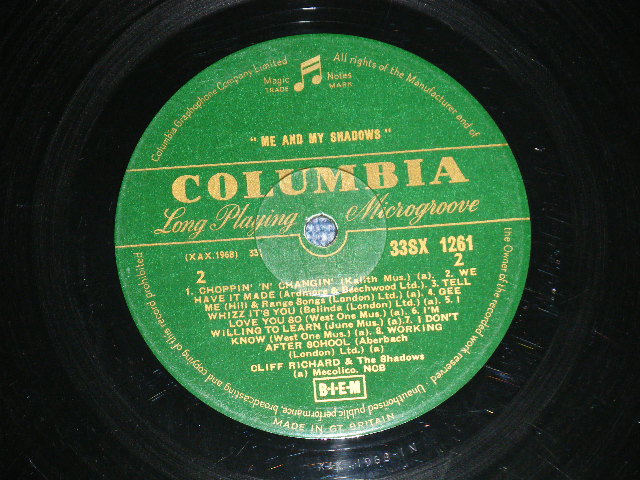 Columbia Graphophone Company Limited
All rights of the Manufacturer and of
the Owner of the recorded work reserved
Unauthorised public performance, broadcasting and copying of this record prohibited
Magic Notes
TRADE MARK
" ME AND MY SHADOWS "
COLUMBIA
Long Playing Microgroove
(XAX.1968) 33
33SX 1261
2 2
1. CHOPPIN' 'N' CHANGIN' (Kalith Mus.) (a). 2. WE
HAVE IT MADE (Ardmore & Beechwood Ltd.) (a). 3. TELL
ME (Hill & Range Songs (London) Ltd.) (a) 4. GEE
WHIZZ IT'S YOU (Belinda (London) Ltd.) (a). 5. I
LOVE YOU SO (West One Mus.) (a). 6. I'M
WILLING TO LEARN (June Mus.) (a). 7. I DON'T
KNOW (West One Mus.) (a). 8. WORKING
AFTER SCHOOL (Aberbach
(London) Ltd.) (a)
CLIFF RICHARD & The Shadows
(a) Mecolico, NCB
B·I·E·M
MADE IN GT BRITAIN